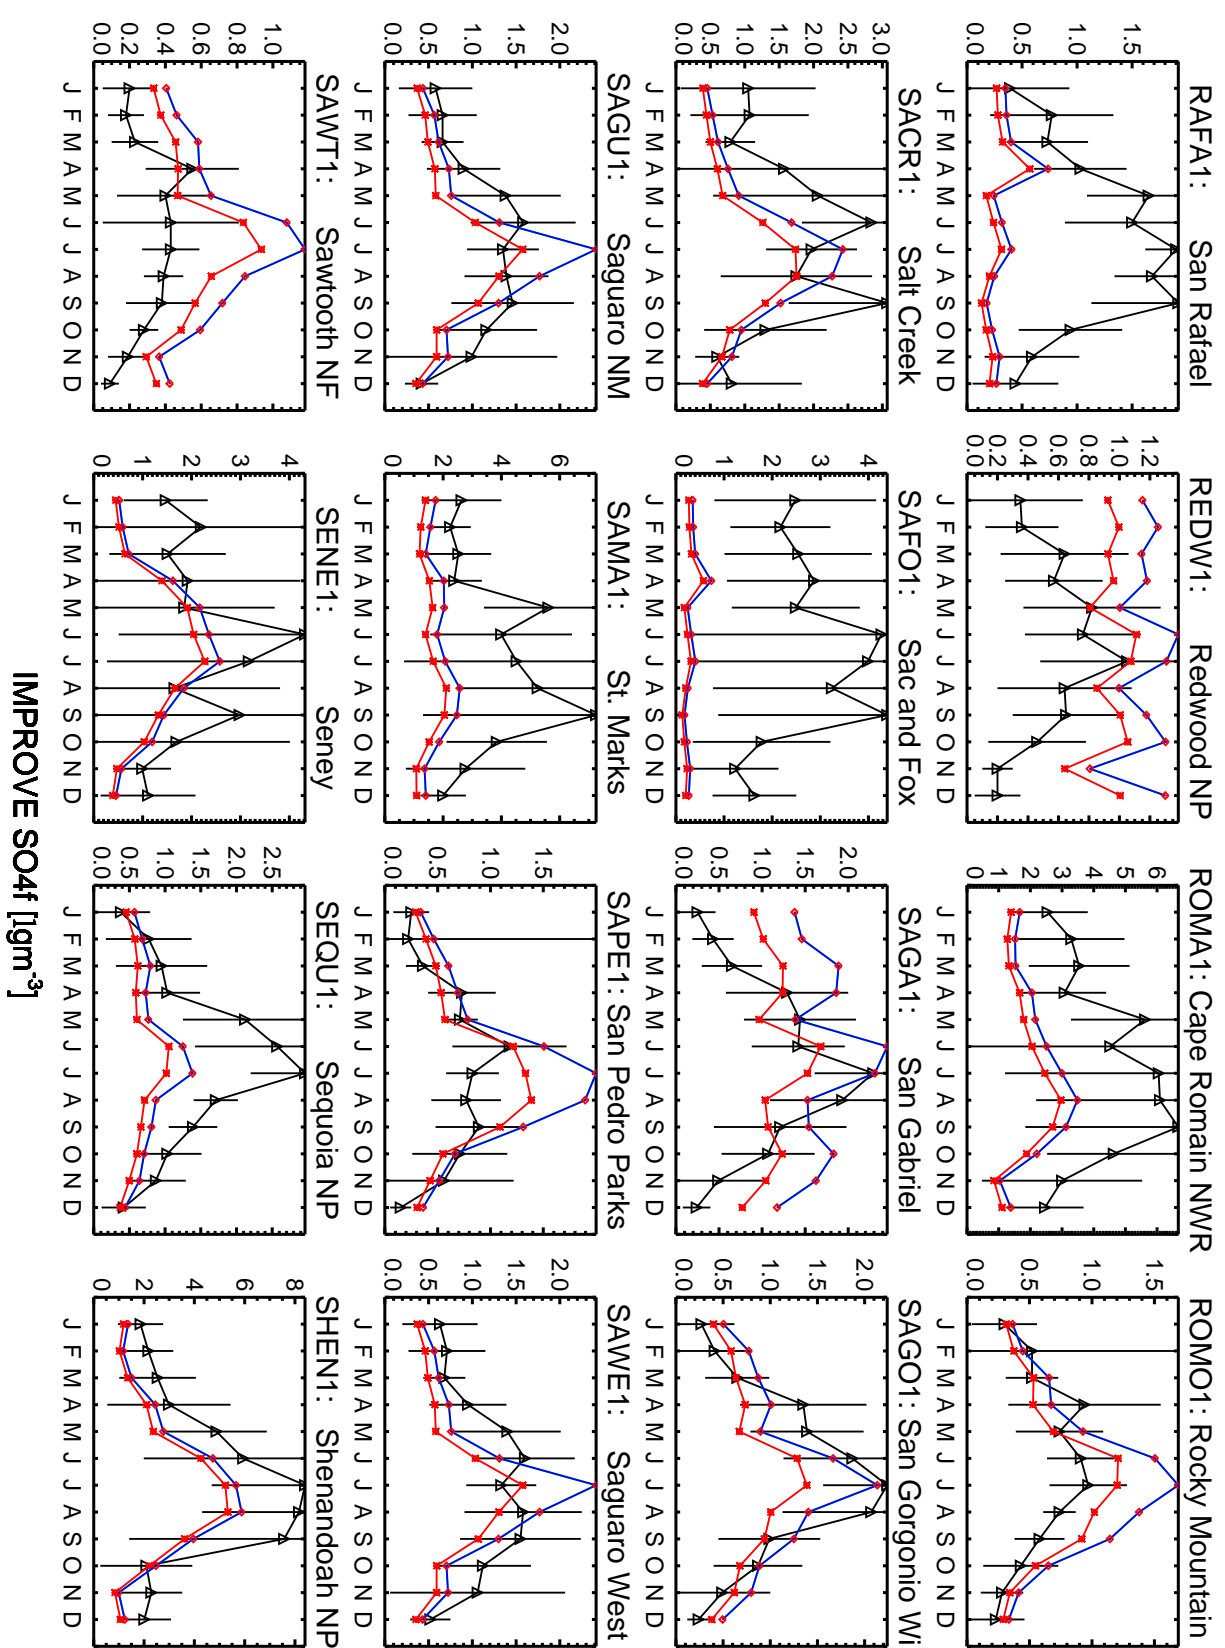 RAFA1: San Rafael
1.5
1.0
0.5
0.0
J F M A M J J A S O N D
REDW1: Redwood NP
1.2
1.0
0.8
0.6
0.4
0.2
0.0
J F M A M J J A S O N D
ROMA1: Cape Romain NWR
6
5
4
3
2
1
0
J F M A M J J A S O N D
ROMO1: Rocky Mountain
1.5
1.0
0.5
0.0
J F M A M J J A S O N D
SACR1: Salt Creek
3.0
2.5
2.0
1.5
1.0
0.5
0.0
J F M A M J J A S O N D
SAFO1: Sac and Fox
4
3
2
1
0
J F M A M J J A S O N D
SAGA1: San Gabriel
2.0
1.5
1.0
0.5
0.0
J F M A M J J A S O N D
SAGO1: San Gorgonio Wi
2.0
1.5
1.0
0.5
0.0
J F M A M J J A S O N D
SAGU1: Saguaro NM
2.0
1.5
1.0
0.5
0.0
J F M A M J J A S O N D
SAMA1: St. Marks
6
4
2
0
J F M A M J J A S O N D
SAPE1: San Pedro Parks
1.5
1.0
0.5
0.0
J F M A M J J A S O N D
SAWE1: Saguaro West
2.0
1.5
1.0
0.5
0.0
J F M A M J J A S O N D
SAWT1: Sawtooth NF
1.0
0.8
0.6
0.4
0.2
0.0
J F M A M J J A S O N D
SENE1: Seney
4
3
2
1
0
J F M A M J J A S O N D
SEQU1: Sequoia NP
2.5
2.0
1.5
1.0
0.5
0.0
J F M A M J J A S O N D
SHEN1: Shenandoah NP
8
6
4
2
0
J F M A M J J A S O N D
IMPROVE SO4f [1gm⁻³]